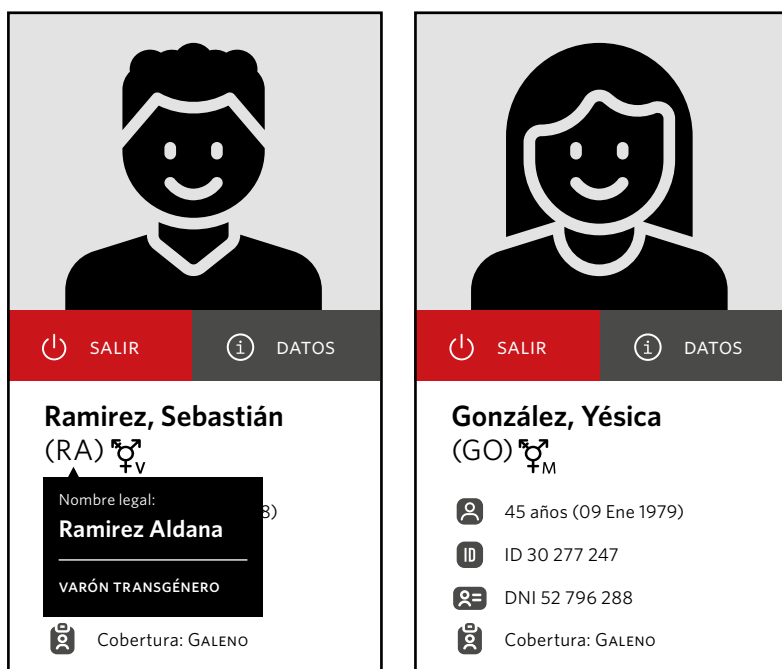 SALIR
DATOS
Ramirez, Sebastián
(RA) V
Nombre legal:
Ramirez Aldana
VARÓN TRANSGÉNERO
8)
Cobertura: GALENO
SALIR
DATOS
González, Yésica
(GO) M
45 años (09 Ene 1979)
ID
ID 30 277 247
DNI 52 796 288
Cobertura: GALENO